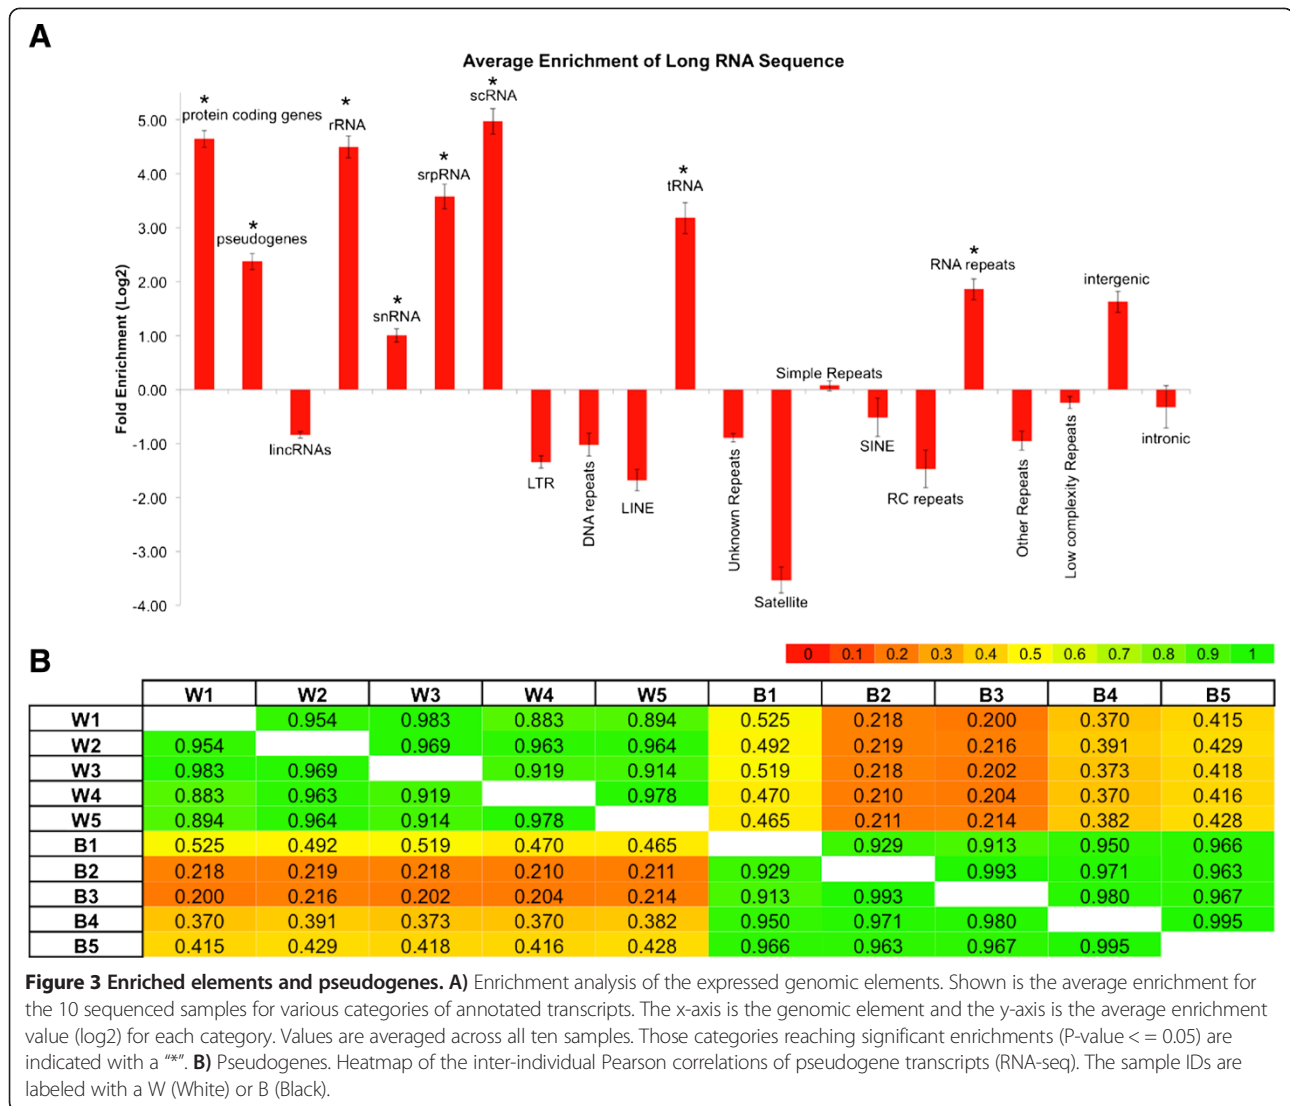 A
Average Enrichment of Long RNA Sequence
Fold Enrichment (Log2)
5.00
4.00
3.00
2.00
1.00
0.00
-1.00
-2.00
-3.00
-4.00
*
protein coding genes
*
pseudogenes
lincRNAs
*
rRNA
*
snRNA
*
srpRNA
*
scRNA
LTR
DNA repeats
LINE
*
tRNA
Unknown Repeats
Satellite
Simple Repeats
SINE
RC repeats
*
RNA repeats
Other Repeats
Low complexity Repeats
intergenic
intronic
B
0 0.1 0.2 0.3 0.4 0.5 0.6 0.7 0.8 0.9 1
W1 W2 W3 W4 W5 B1 B2 B3 B4 B5
W1 0.954 0.983 0.883 0.894 0.525 0.218 0.200 0.370 0.415
W2 0.954 0.969 0.963 0.964 0.492 0.219 0.216 0.391 0.429
W3 0.983 0.969 0.919 0.914 0.519 0.218 0.202 0.373 0.418
W4 0.883 0.963 0.919 0.978 0.470 0.210 0.204 0.370 0.416
W5 0.894 0.964 0.914 0.978 0.465 0.211 0.214 0.382 0.428
B1 0.525 0.492 0.519 0.470 0.465 0.929 0.913 0.950 0.966
B2 0.218 0.219 0.218 0.210 0.211 0.929 0.993 0.971 0.963
B3 0.200 0.216 0.202 0.204 0.214 0.913 0.993 0.980 0.967
B4 0.370 0.391 0.373 0.370 0.382 0.950 0.971 0.980 0.995
B5 0.415 0.429 0.418 0.416 0.428 0.966 0.963 0.967 0.995
Figure 3 Enriched elements and pseudogenes. A) Enrichment analysis of the expressed genomic elements. Shown is the average enrichment for
the 10 sequenced samples for various categories of annotated transcripts. The x-axis is the genomic element and the y-axis is the average enrichment
value (log2) for each category. Values are averaged across all ten samples. Those categories reaching significant enrichments (P-value < = 0.05) are
indicated with a “*”. B) Pseudogenes. Heatmap of the inter-individual Pearson correlations of pseudogene transcripts (RNA-seq). The sample IDs are
labeled with a W (White) or B (Black).